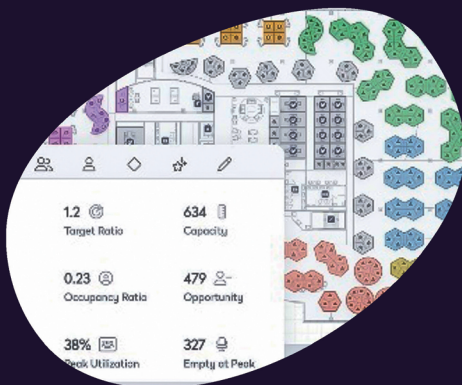 1.2 634
Target Ratio Capacity
0.23 479
Occupancy Ratio Opportunity
38% 327
Peak Utilization Empty at Peak